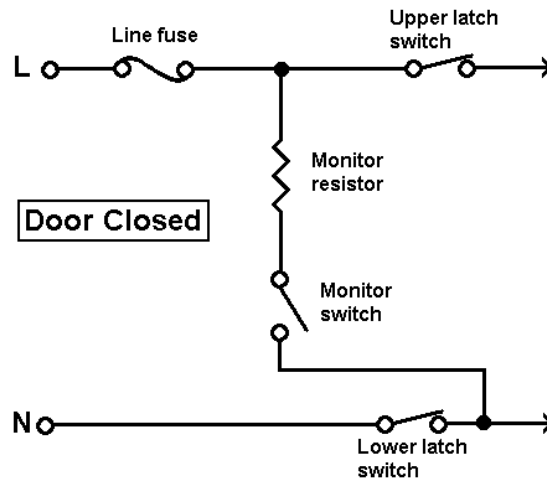 Line fuse
Upper latch
switch
L
Monitor
resistor
Door Closed
Monitor
switch
N
Lower latch
switch